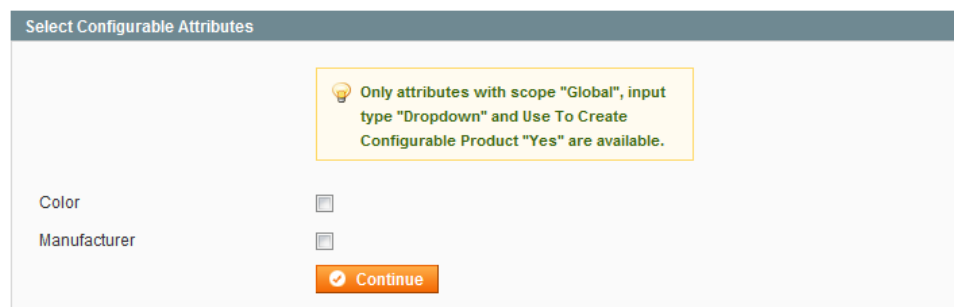 Select Configurable Attributes
Only attributes with scope "Global", input
type "Dropdown" and Use To Create
Configurable Product "Yes" are available.
Color
Manufacturer
Continue